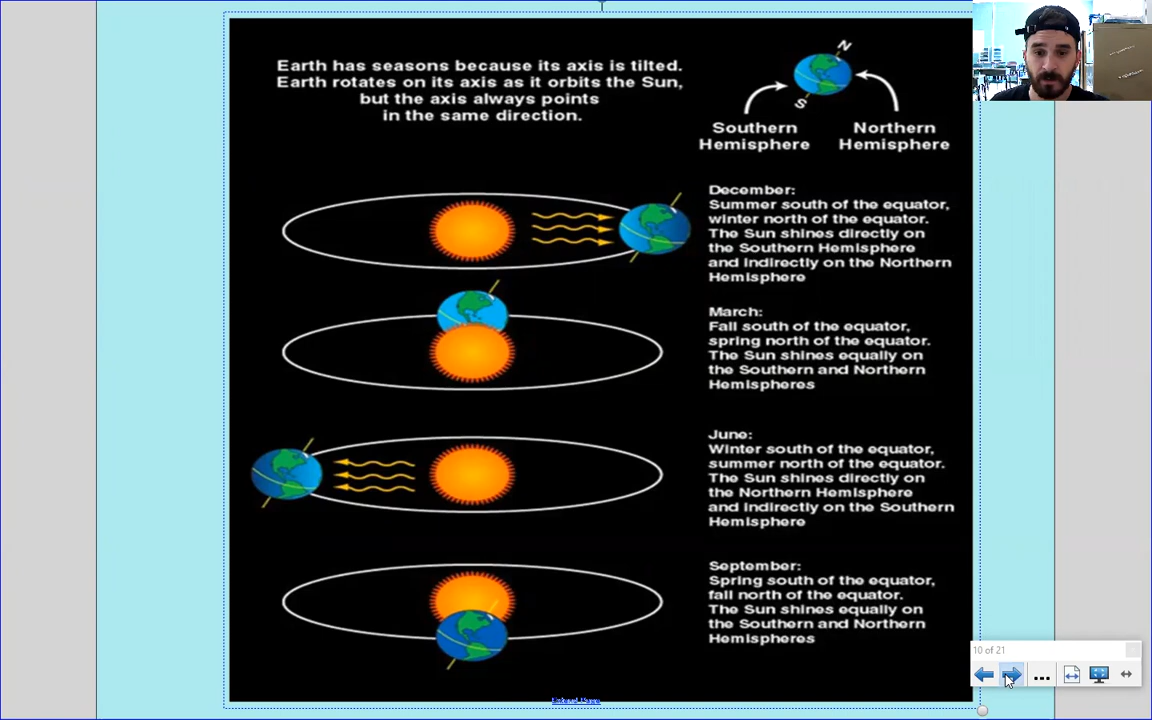 Earth has seasons because its axis is tilted.
Earth rotates on its axis as it orbits the Sun,
but the axis always points
in the same direction.
N
S
Southern
Hemisphere
Northern
Hemisphere
December:
Summer south of the equator,
winter north of the equator.
The Sun shines directly on
the Southern Hemisphere
and indirectly on the Northern
Hemisphere
March:
Fall south of the equator,
spring north of the equator.
The Sun shines equally on
the Southern and Northern
Hemispheres
June:
Winter south of the equator,
summer north of the equator.
The Sun shines directly on
the Northern Hemisphere
and indirectly on the Southern
Hemisphere
September:
Spring south of the equator,
fall north of the equator.
The Sun shines equally on
the Southern and Northern
Hemispheres
10 of 21
...